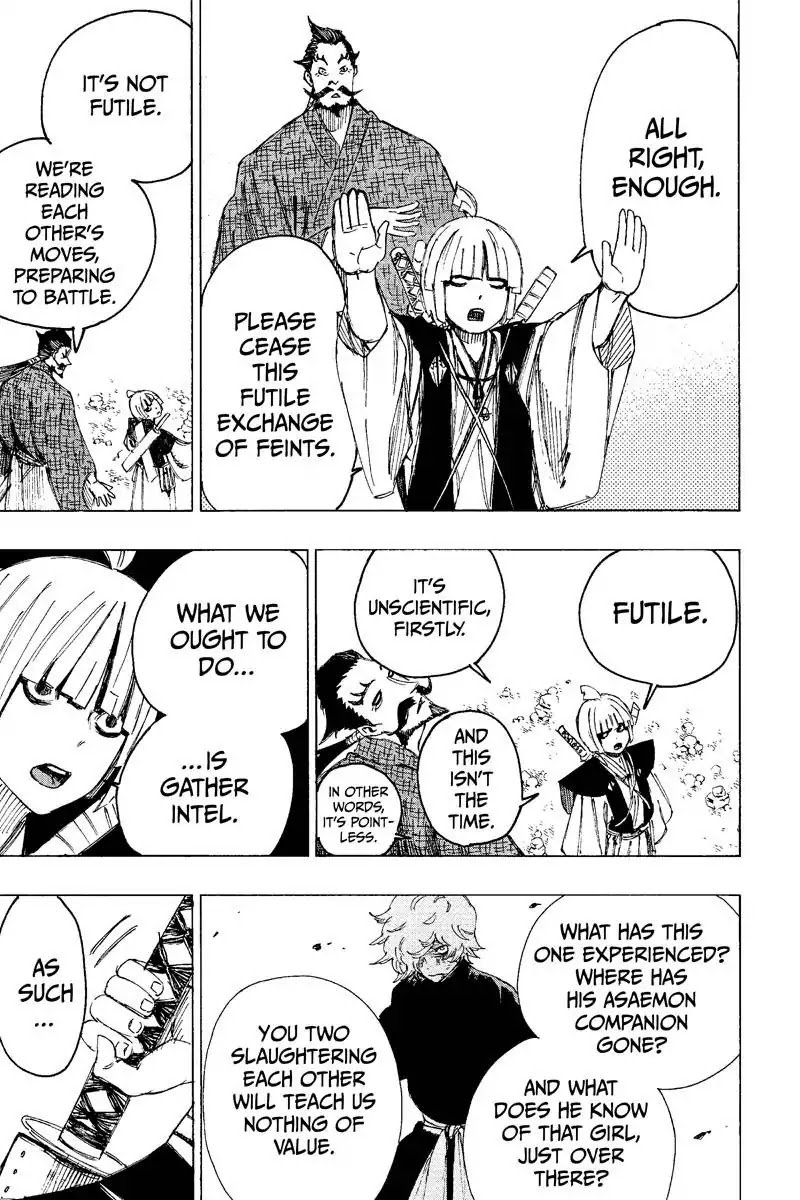 ALL
RIGHT,
ENOUGH.
PLEASE
CEASE
THIS
FUTILE
EXCHANGE
OF FEINTS.
IT'S NOT
FUTILE.
WE'RE
READING
EACH
OTHER'S
MOVES,
PREPARING
TO BATTLE.
FUTILE.
IT'S
UNSCIENTIFIC,
FIRSTLY.
AND
THIS
ISN'T
THE
TIME.
IN OTHER
WORDS,
IT'S POINT-
LESS.
WHAT WE
OUGHT TO
DO...
...IS
GATHER
INTEL.
WHAT HAS THIS
ONE EXPERIENCED?
WHERE HAS
HIS ASAEMON
COMPANION
GONE?
AND WHAT
DOES HE KNOW
OF THAT GIRL,
JUST OVER
THERE?
YOU TWO
SLAUGHTERING
EACH OTHER
WILL TEACH US
NOTHING OF
VALUE.
AS
SUCH
...